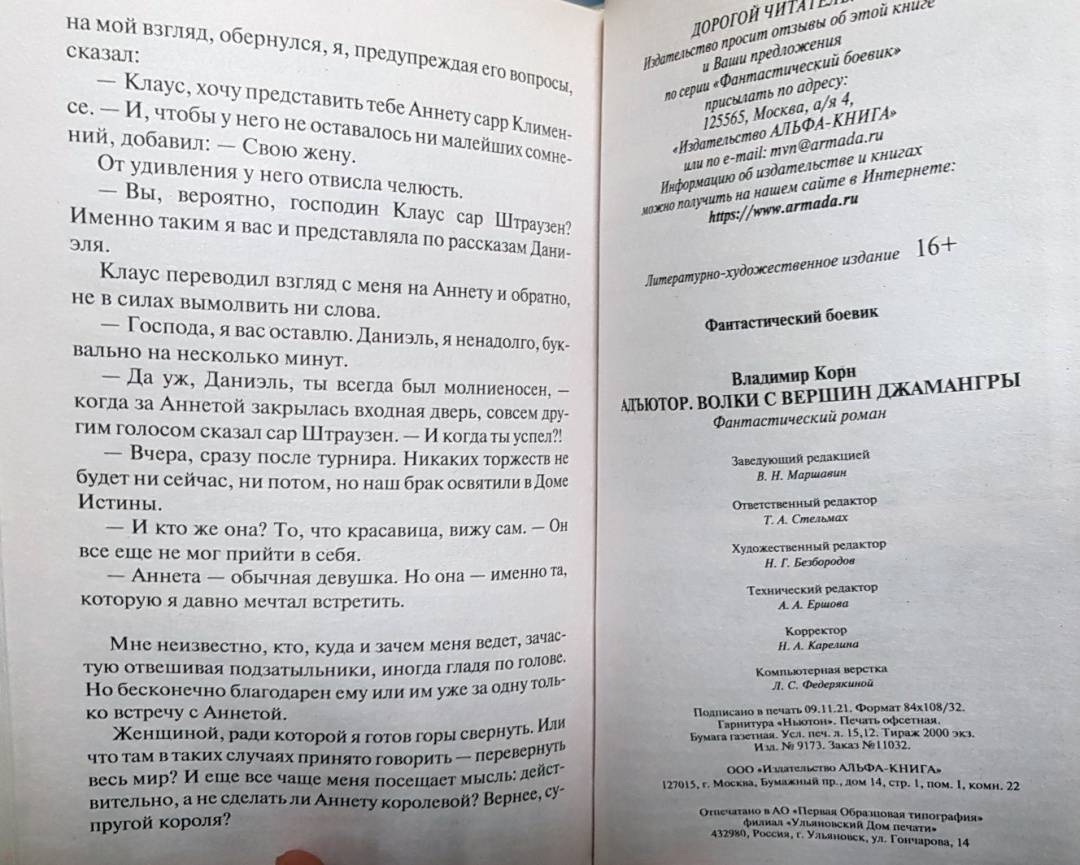 на мой взгляд, обернулся, я, предупреждая его вопросы,
сказал:
— Клаус, хочу представить тебе Аннету сарр Климен-
се. — И, чтобы у него не оставалось ни малейших сомне-
ний, добавил: — Свою жену.
От удивления у него отвисла челюсть.
— Вы, вероятно, господин Клаус сар Штраузен?
Именно таким я вас и представляла по рассказам Дани-
эля.
Клаус переводил взгляд с меня на Аннету и обратно,
не в силах вымолвить ни слова.
— Господа, я вас оставлю. Даниэль, я ненадолго, бук-
вально на несколько минут.
— Да уж, Даниэль, ты всегда был молниеносен, —
когда за Аннетой закрылась входная дверь, совсем дру-
гим голосом сказал сар Штраузен. — И когда ты успел?!
— Вчера, сразу после турнира. Никаких торжеств не
будет ни сейчас, ни потом, но наш брак освятили в Доме
Истины.
— И кто же она? То, что красавица, вижу сам. — Он
все еще не мог прийти в себя.
— Аннета — обычная девушка. Но она — именно та,
которую я давно мечтал встретить.
Мне неизвестно, кто, куда и зачем меня ведет, зачас-
тую отвешивая подзатыльники, иногда гладя по голове.
Но бесконечно благодарен ему или им уже за одну толь-
ко встречу с Аннетой.
Женщиной, ради которой я готов горы свернуть. Или
что там в таких случаях принято говорить — перевернуть
весь мир? И еще все чаще меня посещает мысль: дейст-
вительно, а не сделать ли Аннету королевой? Вернее, су-
пругой короля?
ДОРОГОЙ
Издательство просит отзывы об этой книге
и Ваши предложения
по серии «Фантастический боевик»
присылать по адресу:
125565, Москва, а/я 4,
«Издательство АЛЬФА-КНИГА»
или по e-mail: mvn@armada.ru
Информацию об издательстве и книгах
можно получить на нашем сайте в Интернете:
https://www.armada.ru
Литературно-художественное издание 16+
Фантастический боевик
Владимир Корн
АДЪЮТОР. ВОЛКИ С ВЕРШИН ДЖАМАНГРЫ
Фантастический роман
Заведующий редакцией
В. Н. Маршавин
Ответственный редактор
Т. А. Стельмах
Художественный редактор
Н. Г. Безбородов
Технический редактор
А. А. Ершова
Корректор
Н. А. Карелина
Компьютерная верстка
Л. С. Федерякиной
Подписано в печать 09.11.21. Формат 84х108/32.
Гарнитура «Ньютон». Печать офсетная.
Бумага газетная. Усл. печ. л. 15,12. Тираж 2000 экз.
Изд. № 9173. Заказ №11032.
ООО «Издательство АЛЬФА-КНИГА»
127015, г. Москва, Бумажный пр., дом 14, стр. 1, пом. 1, комн. 22
Отпечатано в АО «Первая Образцовая типография»
филиал «Ульяновский Дом печати»
432980, Россия, г. Ульяновск, ул. Гончарова, 14